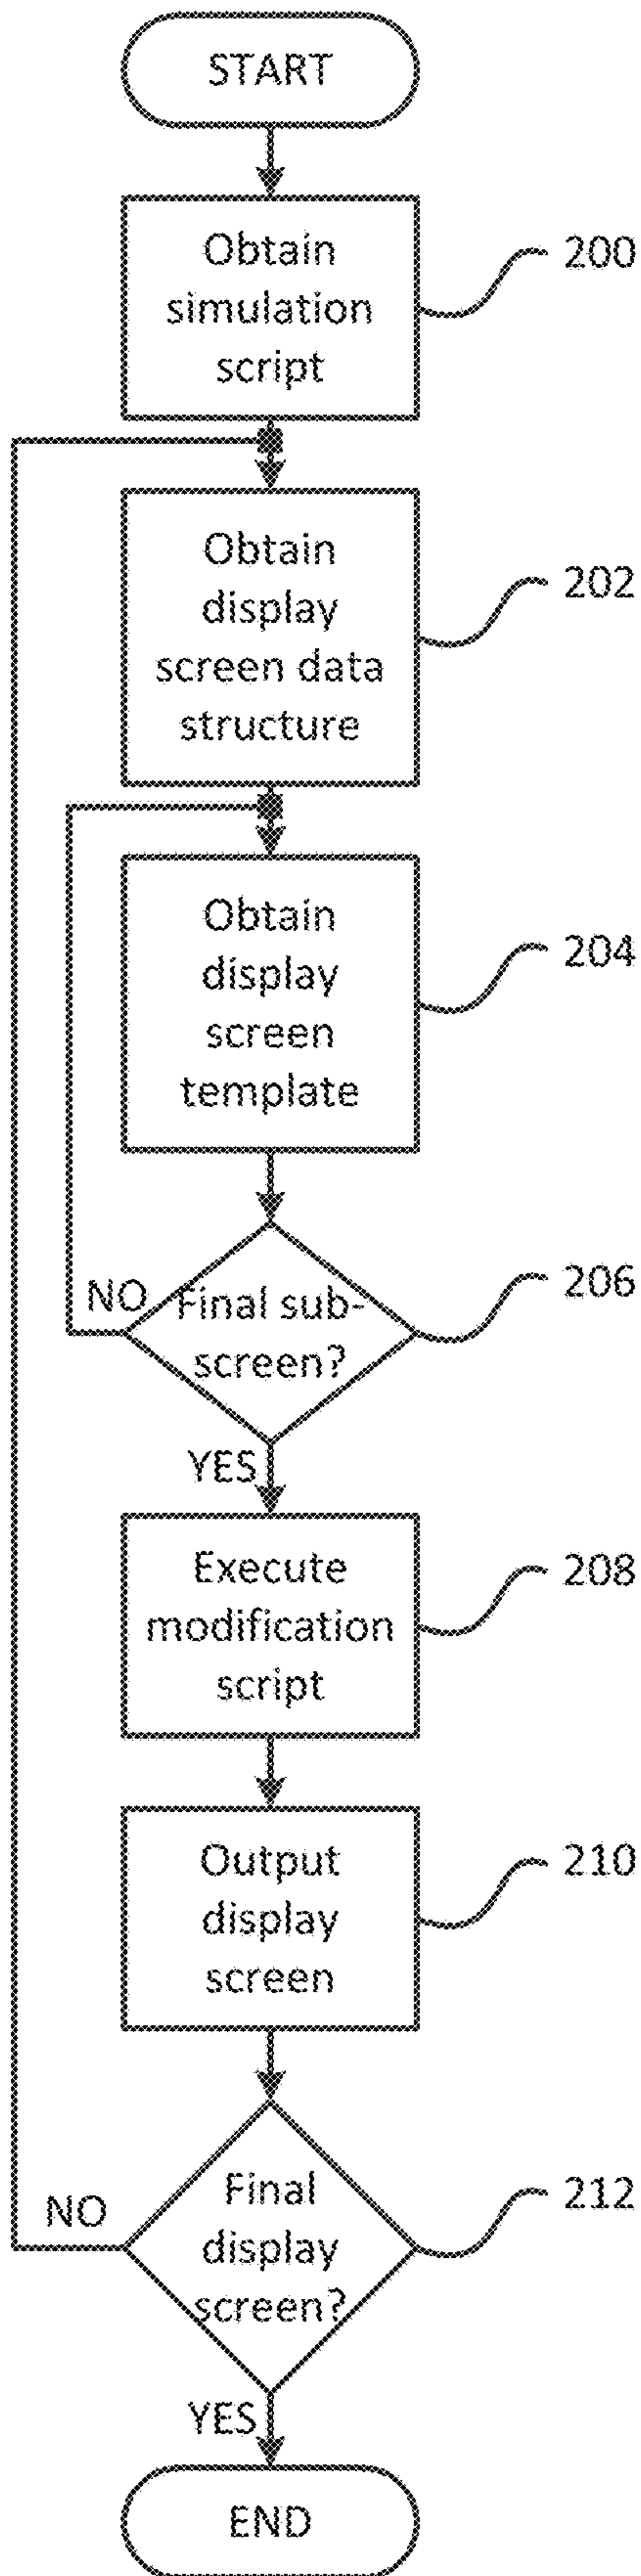 START
Obtain
simulation
script
200
Obtain
display
screen data
structure
202
Obtain
display
screen
template
204
NO
Final sub-
screen?
206
YES
Execute
modification
script
208
Output
display
screen
210
NO
Final
display
screen?
212
YES
END